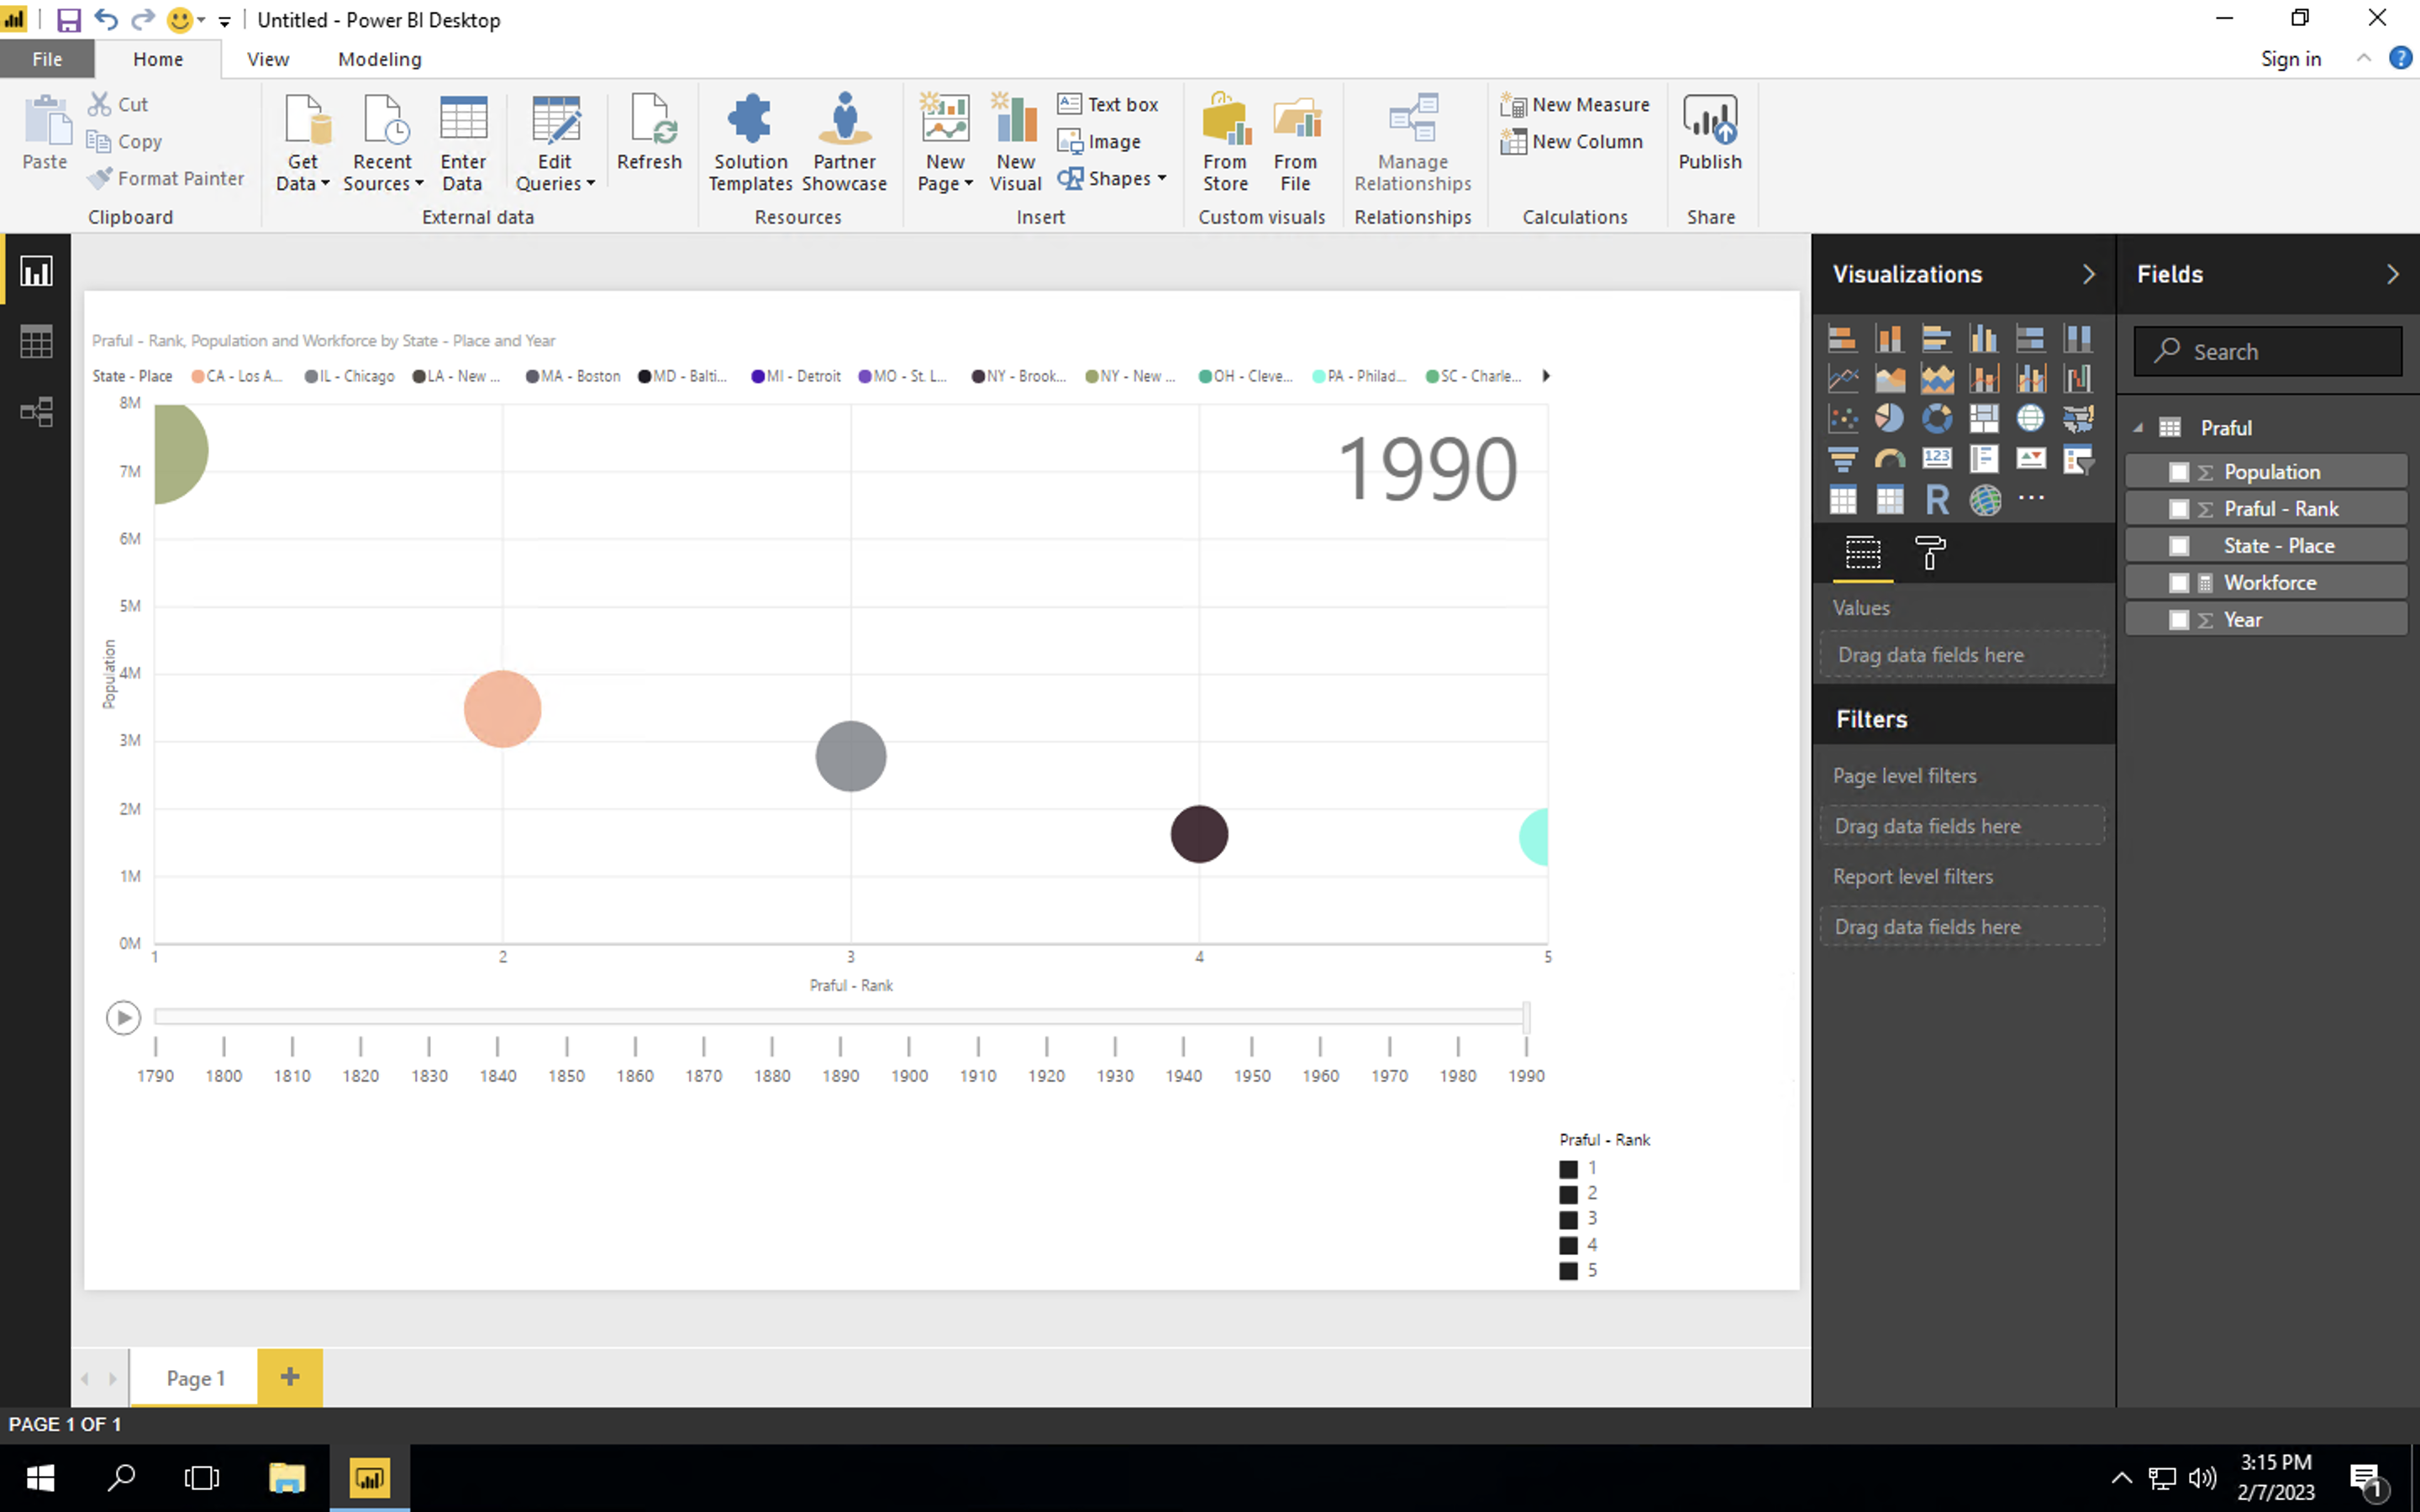 Untitled - Power BI Desktop
File Home View Modeling Sign in ?
Paste Cut Copy Format Painter
Clipboard
Get Data Recent Sources Enter Data Edit Queries Refresh
External data
Solution Templates Partner Showcase
Resources
New Page New Visual Text box Image Shapes
Insert
From Store From File
Custom visuals
Manage Relationships
Relationships
New Measure New Column
Calculations
Publish
Share
Praful - Rank, Population and Workforce by State - Place and Year
State - Place CA - Los A... IL - Chicago LA - New ... MA - Boston MD - Balti... MI - Detroit MO - St. L... NY - Brook... NY - New ... OH - Cleve... PA - Philad... SC - Charle...
1990
Population
8M
7M
6M
5M
4M
3M
2M
1M
0M
1 2 3 4 5
Praful - Rank
1790 1800 1810 1820 1830 1840 1850 1860 1870 1880 1890 1900 1910 1920 1930 1940 1950 1960 1970 1980 1990
Praful - Rank
1
2
3
4
5
Visualizations
123
R
...
Values
Drag data fields here
Filters
Page level filters
Drag data fields here
Report level filters
Drag data fields here
Fields
Search
Praful
Σ Population
Σ Praful - Rank
State - Place
Workforce
Σ Year
Page 1 +
PAGE 1 OF 1
3:15 PM
2/7/2023
1